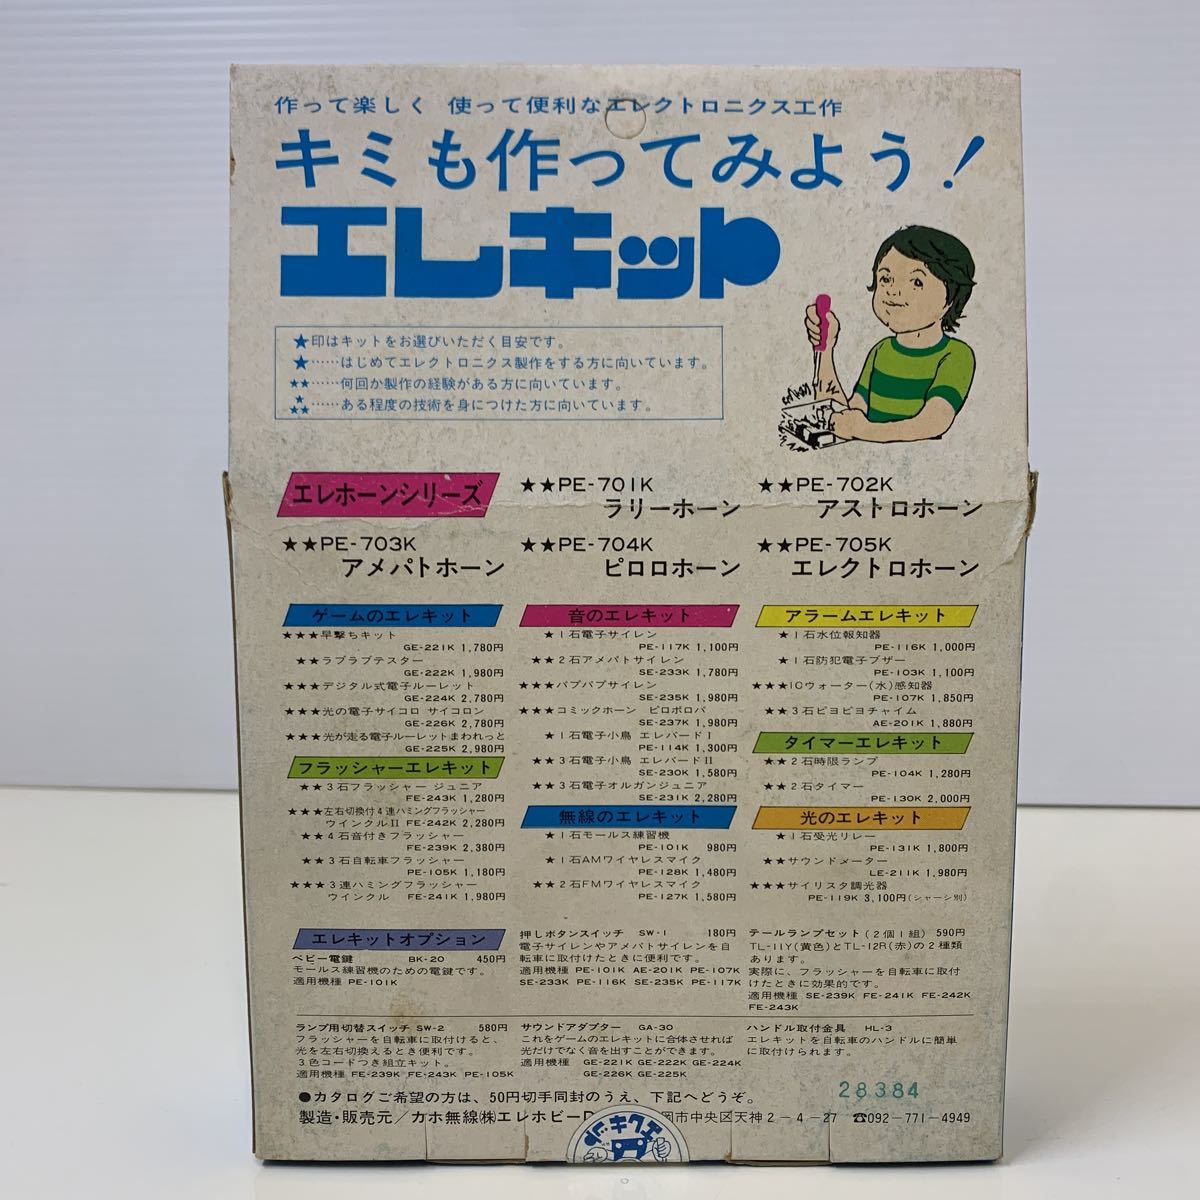 作って楽しく 使って便利なエレクトロニクス工作
キミも作ってみよう!
エレキット
★印はキットをお選びいただく目安です。
★……はじめてエレクトロニクス製作をする方に向いています。
★★……何回か製作の経験がある方に向いています。
★★★……ある程度の技術を身につけた方に向いています。
エレホーンシリーズ
★★PE-701K
ラリーホーン
★★PE-702K
アストロホーン
★★PE-703K
アメパトホーン
★★PE-704K
ピロロホーン
★★PE-705K
エレクトロホーン
ゲームのエレキット
★★★早撃ちキット
GE-221K 1,780円
★★ラブラブテスター
GE-222K 1,980円
★★★デジタル式電子ルーレット
GE-224K 2,780円
★★★光の電子サイコロ サイコロン
GE-226K 2,780円
★★★光が走る電子ルーレットまわれっと
GE-225K 2,980円
フラッシャーエレキット
★★3石フラッシャー ジュニア
FE-243K 1,280円
★★★左右切換付4連ハミングフラッシャー
ウインクルⅡ FE-242K 2,280円
★★4石音付きフラッシャー
FE-239K 2,380円
★★3石自転車フラッシャー
PE-105K 1,180円
★★★3連ハミングフラッシャー
ウインクル FE-241K 1,980円
音のエレキット
★1石電子サイレン
PE-117K 1,100円
★★2石アメパトサイレン
SE-233K 1,780円
★★★パプパプサイレン
SE-235K 1,980円
★★★コミックホーン ピロポロパ
SE-237K 1,980円
★1石電子小鳥 エレバードⅠ
PE-114K 1,300円
★★3石電子小鳥 エレバードⅡ
SE-230K 1,580円
★★3石電子オルガンジュニア
SE-231K 2,280円
無線のエレキット
★1石モールス練習機
PE-101K 980円
★1石AMワイヤレスマイク
PE-128K 1,480円
★★2石FMワイヤレスマイク
PE-127K 1,580円
アラームエレキット
★1石水位報知器
PE-116K 1,000円
★1石防犯電子ブザー
PE-103K 1,100円
★★★ICウォーター(水)感知器
PE-107K 1,850円
★★3石ピヨピヨチャイム
AE-201K 1,880円
タイマーエレキット
★★2石時限ランプ
PE-104K 1,280円
★★2石タイマー
PE-130K 2,000円
光のエレキット
★1石受光リレー
PE-131K 1,800円
★★サウンドメーター
LE-211K 1,980円
★★★サイリスタ調光器
PE-119K 3,100円(シャーシ別)
エレキットオプション
ベビー電鍵 BK-20 450円
モールス練習機のための電鍵です。
適用機種 PE-101K
押しボタンスイッチ SW-1 180円
電子サイレンやアメパトサイレンを自
転車に取付けたときに便利です。
適用機種 PE-101K AE-201K PE-107K
SE-233K PE-116K SE-235K PE-117K
テールランプセット(2個1組) 590円
TL-11Y(黄色)とTL-12R(赤)の2種類
あります。
実際に、フラッシャーを自転車に取付
けたときに効果的です。
適用機種 SE-239K FE-241K FE-242K
FE-243K
ランプ用切替スイッチ SW-2 580円
フラッシャーを自転車に取付けると、
光を左右切換えるとき便利です。
3色コードつき組立キット。
適用機種 FE-239K FE-243K PE-105K
サウンドアダプター GA-30
これをゲームのエレキットに合体させれば
光だけでなく音を出すことができます。
適用機種 GE-221K GE-222K GE-224K
GE-226K GE-225K
ハンドル取付金具 HL-3
エレキットを自転車のハンドルに簡単
に取付けられます。
28384
●カタログご希望の方は、50円切手同封のうえ、下記へどうぞ。
製造・販売元/カホ無線㈱エレホビーD 岡市中央区天神2-4-27 ☎092-771-4949